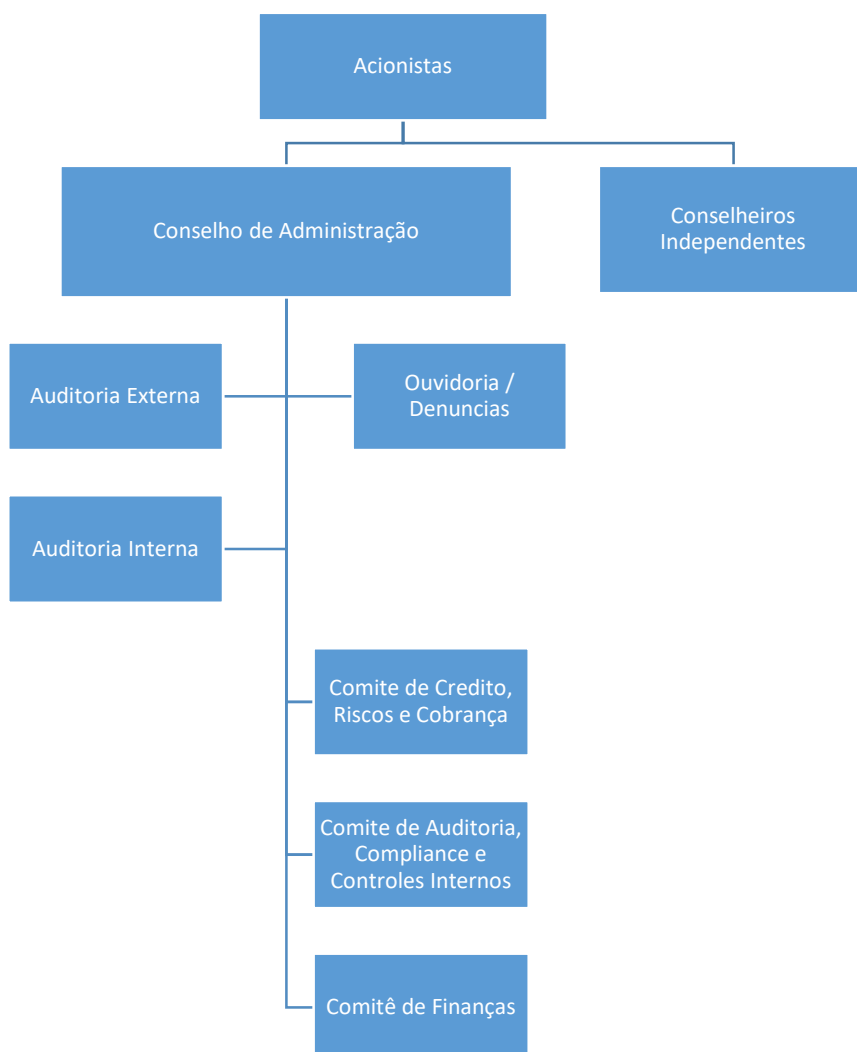 Acionistas
Conselho de Administração
Conselheiros
Independentes
Auditoria Externa
Ouvidoria /
Denuncias
Auditoria Interna
Comite de Credito,
Riscos e Cobrança
Comite de Auditoria,
Compliance e
Controles Internos
Comitê de Finanças